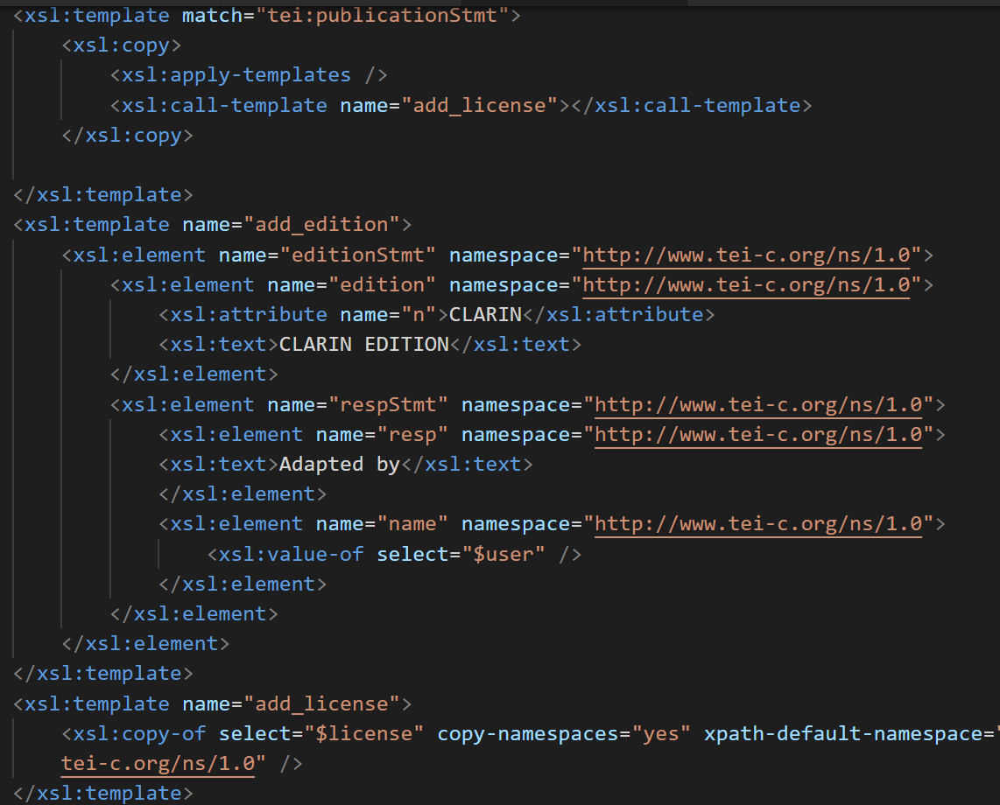 <xsl:template match="tei:publicationStmt">
<xsl:copy>
<xsl:apply-templates />
<xsl:call-template name="add_license"></xsl:call-template>
</xsl:copy>
</xsl:template>
<xsl:template name="add_edition">
<xsl:element name="editionStmt" namespace="http://www.tei-c.org/ns/1.0">
<xsl:element name="edition" namespace="http://www.tei-c.org/ns/1.0">
<xsl:attribute name="n">CLARIN</xsl:attribute>
<xsl:text>CLARIN EDITION</xsl:text>
</xsl:element>
<xsl:element name="respStmt" namespace="http://www.tei-c.org/ns/1.0">
<xsl:element name="resp" namespace="http://www.tei-c.org/ns/1.0">
<xsl:text>Adapted by</xsl:text>
</xsl:element>
<xsl:element name="name" namespace="http://www.tei-c.org/ns/1.0">
<xsl:value-of select="$user" />
</xsl:element>
</xsl:element>
</xsl:element>
</xsl:template>
<xsl:template name="add_license">
<xsl:copy-of select="$license" copy-namespaces="yes" xpath-default-namespace="
tei-c.org/ns/1.0" />
</xsl:template>